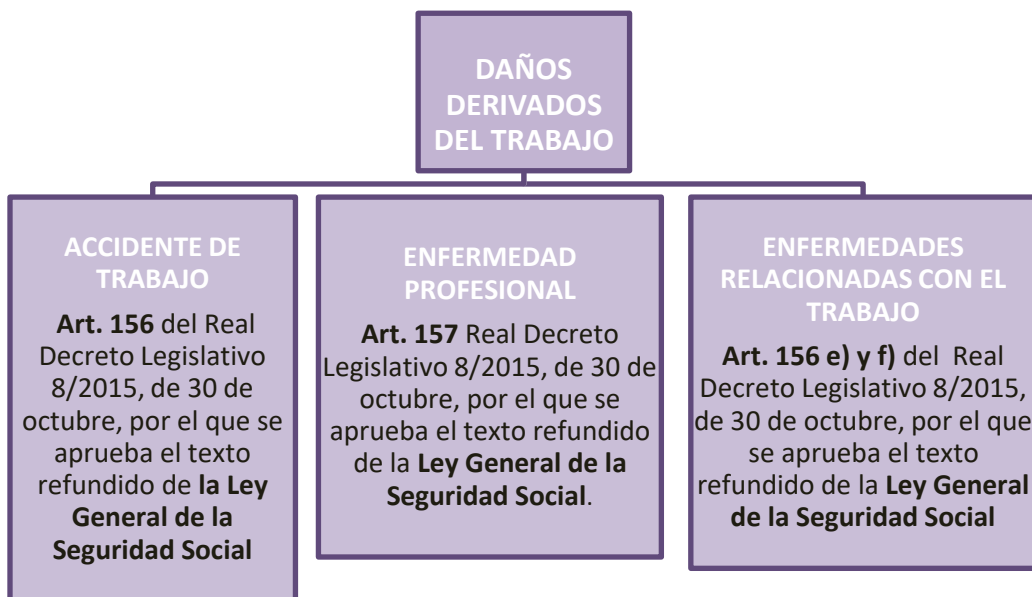 DAÑOS
DERIVADOS
DEL TRABAJO
ACCIDENTE DE
TRABAJO
Art. 156 del Real
Decreto Legislativo
8/2015, de 30 de
octubre, por el que se
aprueba el texto
refundido de la Ley
General de la
Seguridad Social
ENFERMEDAD
PROFESIONAL
Art. 157 Real Decreto
Legislativo 8/2015, de 30 de
octubre, por el que se
aprueba el texto refundido
de la Ley General de la
Seguridad Social.
ENFERMEDADES
RELACIONADAS CON EL
TRABAJO
Art. 156 e) y f) del Real
Decreto Legislativo 8/2015,
de 30 de octubre, por el que
se aprueba el texto
refundido de la Ley General
de la Seguridad Social